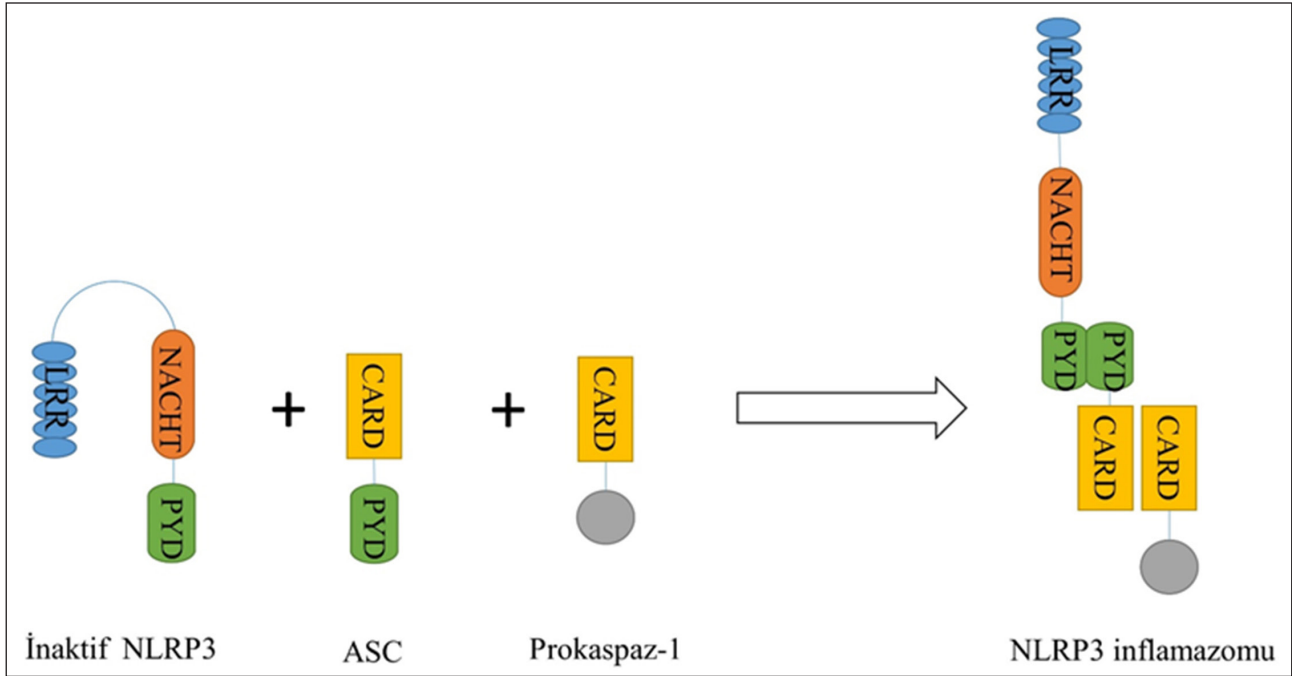 LRR
NACHT
PYD
+
CARD
PYD
+
CARD
LRR
NACHT
PYD PYD
CARD CARD
İnaktif NLRP3
ASC
Prokaspaz-1
NLRP3 inflamazomu